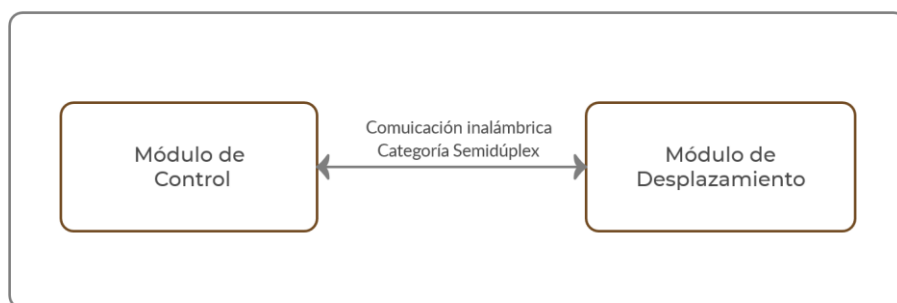 Comuicación inalámbrica
Categoría Semidúplex
Módulo de
Control
Módulo de
Desplazamiento